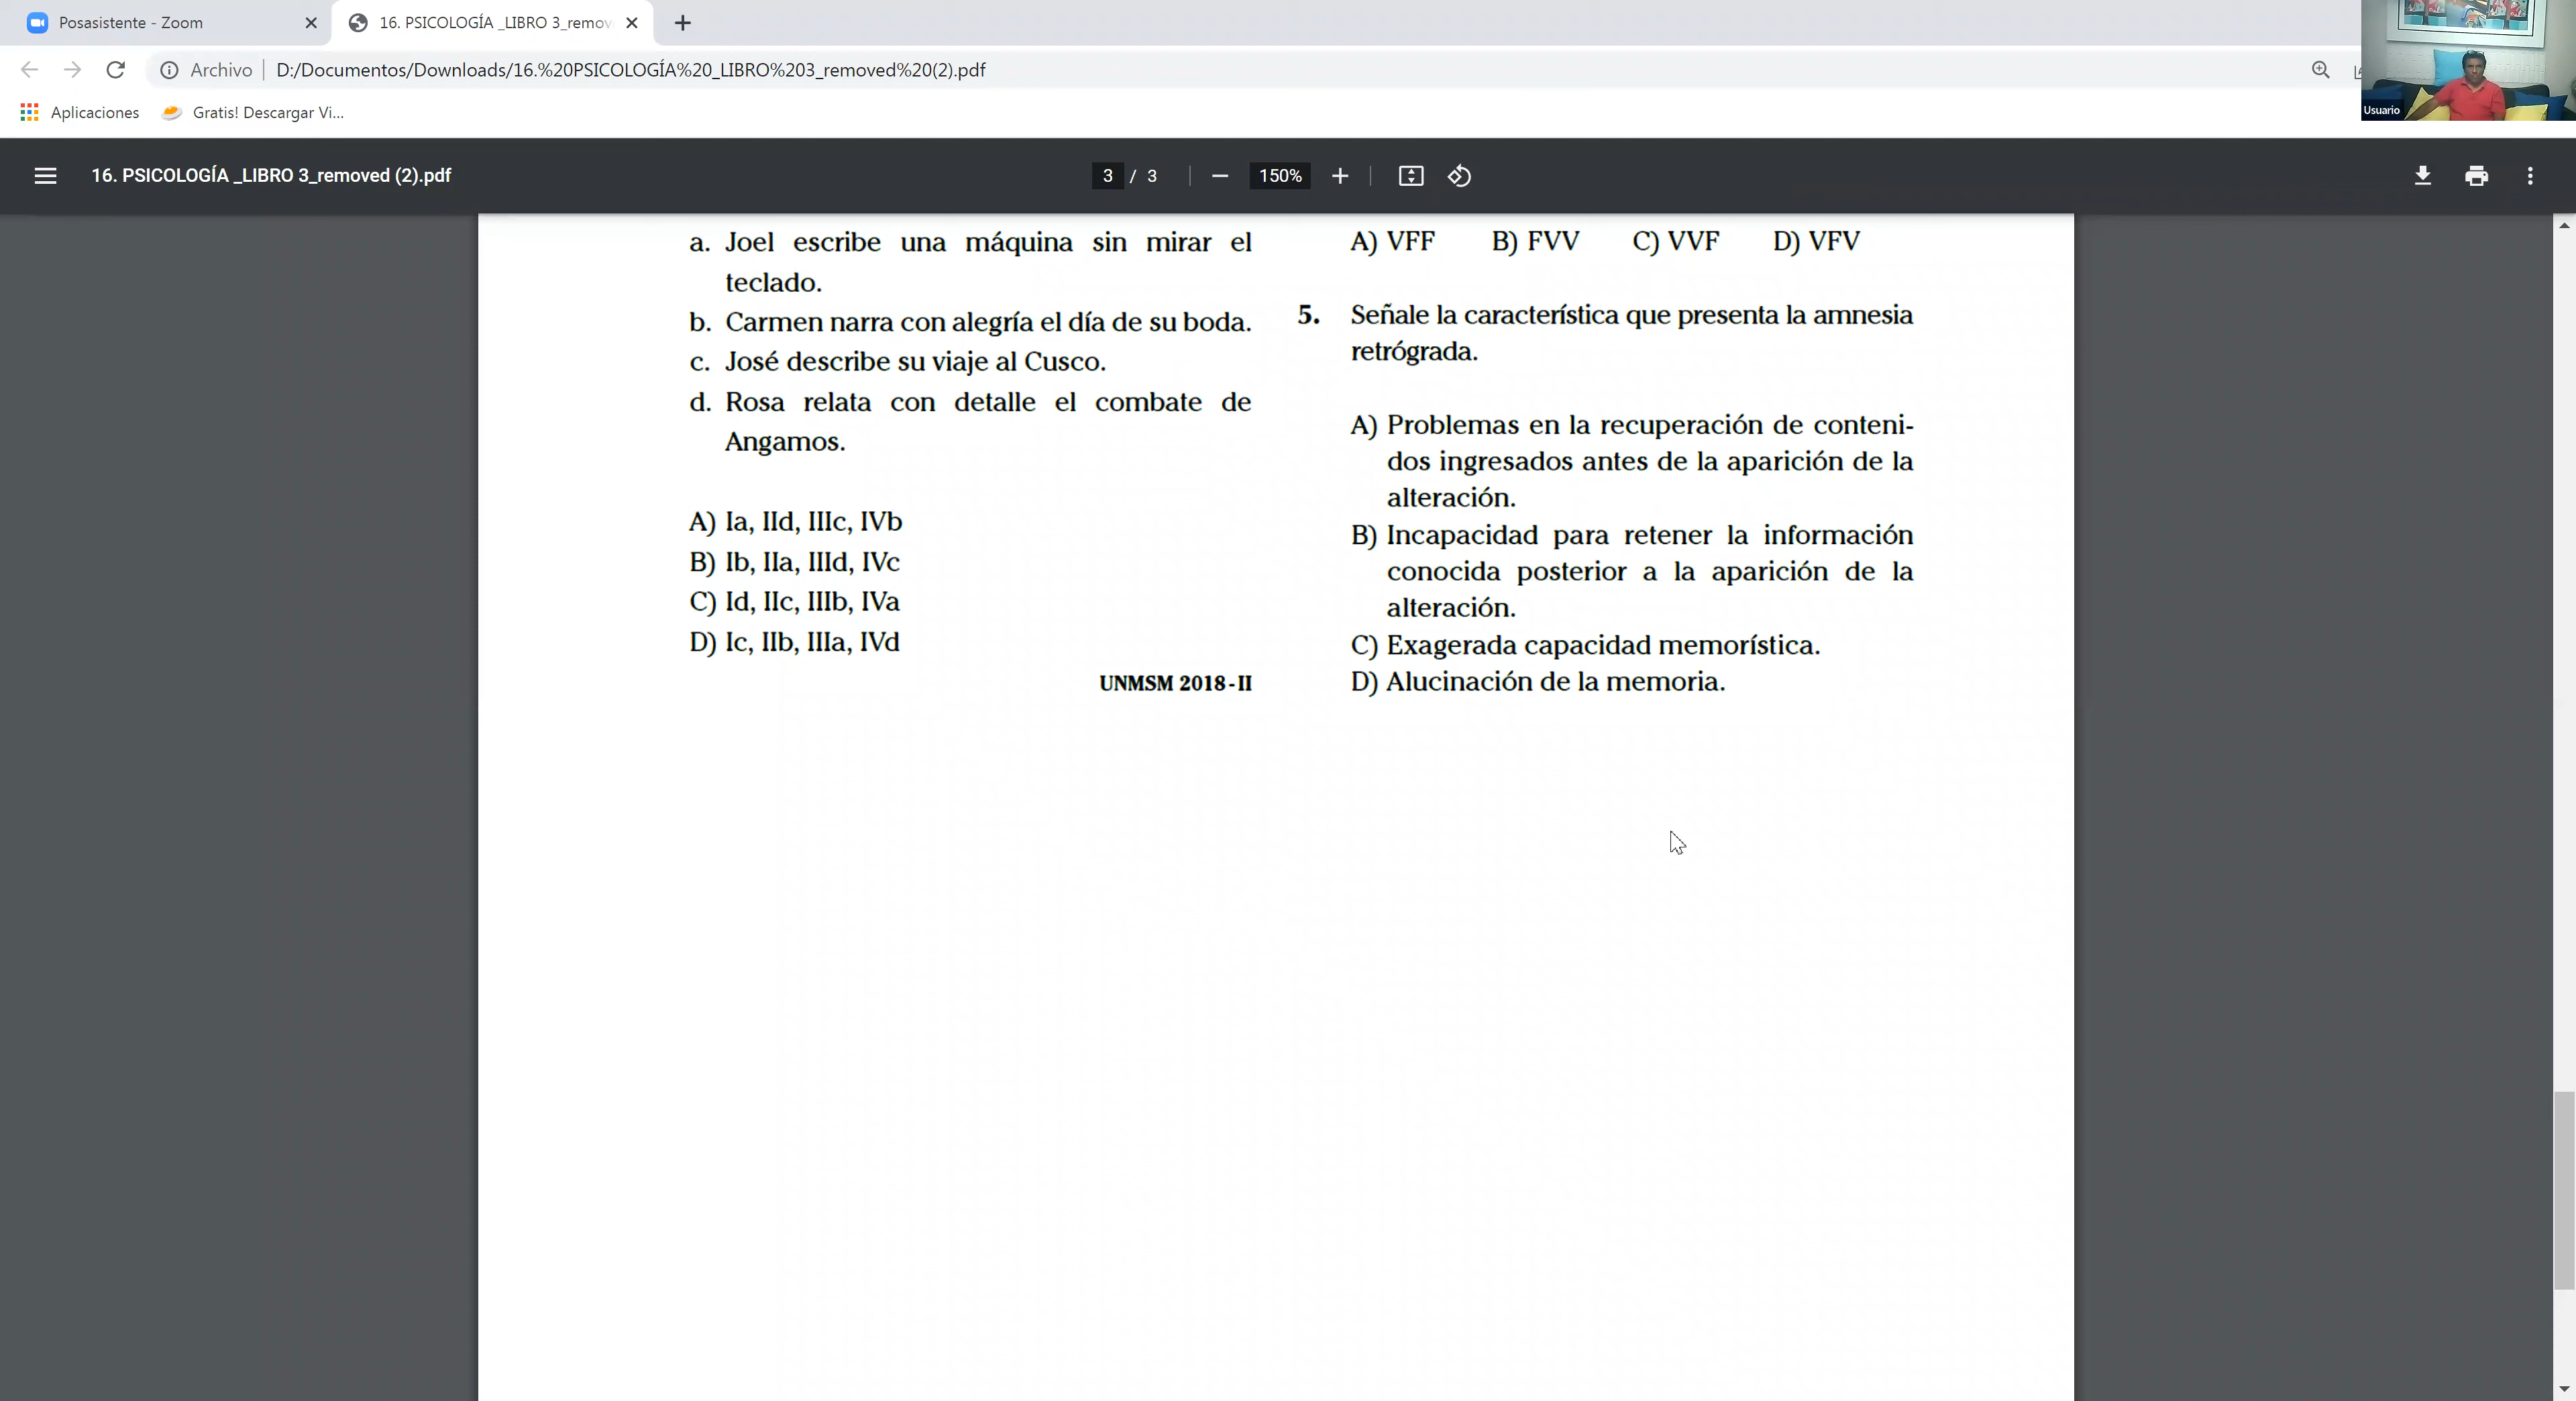 Posasistente - Zoom
16. PSICOLOGÍA _LIBRO 3_remov
Archivo
D:/Documentos/Downloads/16.%20PSICOLOGÍA%20_LIBRO%203_removed%20(2).pdf
Aplicaciones
Gratis! Descargar Vi...
Usuario
16. PSICOLOGÍA _LIBRO 3_removed (2).pdf
3 / 3
150%
a. Joel escribe una máquina sin mirar el
teclado.
b. Carmen narra con alegría el día de su boda.
c. José describe su viaje al Cusco.
d. Rosa relata con detalle el combate de
Angamos.
A) Ia, IId, IIIc, IVb
B) Ib, IIa, IIId, IVc
C) Id, IIc, IIIb, IVa
D) Ic, IIb, IIIa, IVd
UNMSM 2018-II
A) VFF B) FVV C) VVF D) VFV
5. Señale la característica que presenta la amnesia
retrógrada.
A) Problemas en la recuperación de conteni-
dos ingresados antes de la aparición de la
alteración.
B) Incapacidad para retener la información
conocida posterior a la aparición de la
alteración.
C) Exagerada capacidad memorística.
D) Alucinación de la memoria.